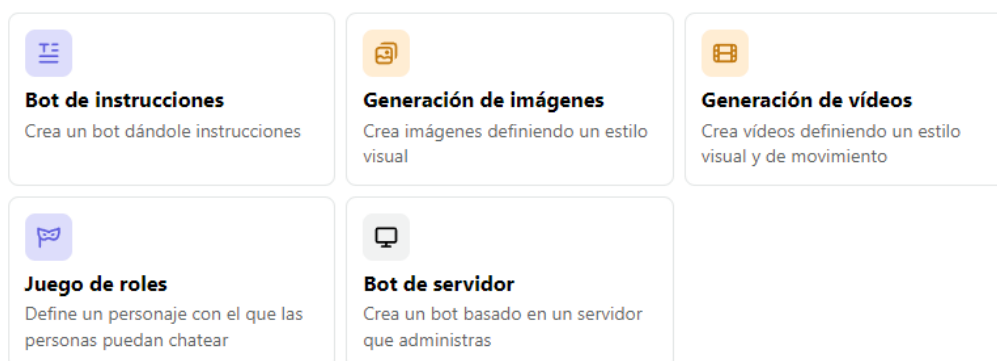 Bot de instrucciones
Crea un bot dándole instrucciones
Generación de imágenes
Crea imágenes definiendo un estilo
visual
Generación de vídeos
Crea vídeos definiendo un estilo
visual y de movimiento
Juego de roles
Define un personaje con el que las
personas puedan chatear
Bot de servidor
Crea un bot basado en un servidor
que administras